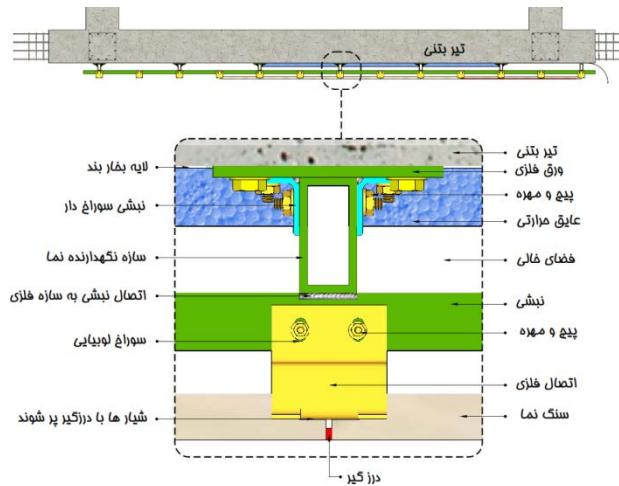 تیر بتنی
تیر بتنی
لایه بخار بند
ورق فلزی
پیچ و مهره
نبشی سوراخ دار
عایق حرارتی
سازه نگهدارنده نما
فضای خالی
اتصال نبشی به سازه فلزی
نبشی
سوراخ لوبیایی
پیچ و مهره
اتصال فلزی
شیار ها با درزگیر پر شوند
سنگ نما
درز گیر